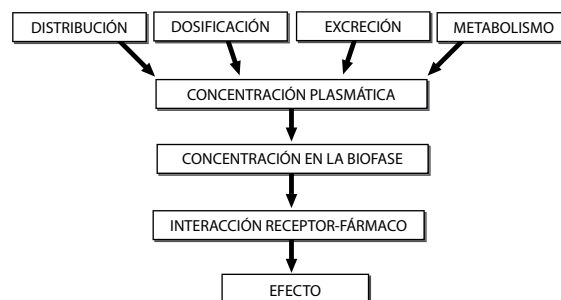 DISTRIBUCIÓN
DOSIFICACIÓN
EXCRECIÓN
METABOLISMO
CONCENTRACIÓN PLASMÁTICA
CONCENTRACIÓN EN LA BIOFASE
INTERACCIÓN RECEPTOR-FÁRMACO
EFECTO